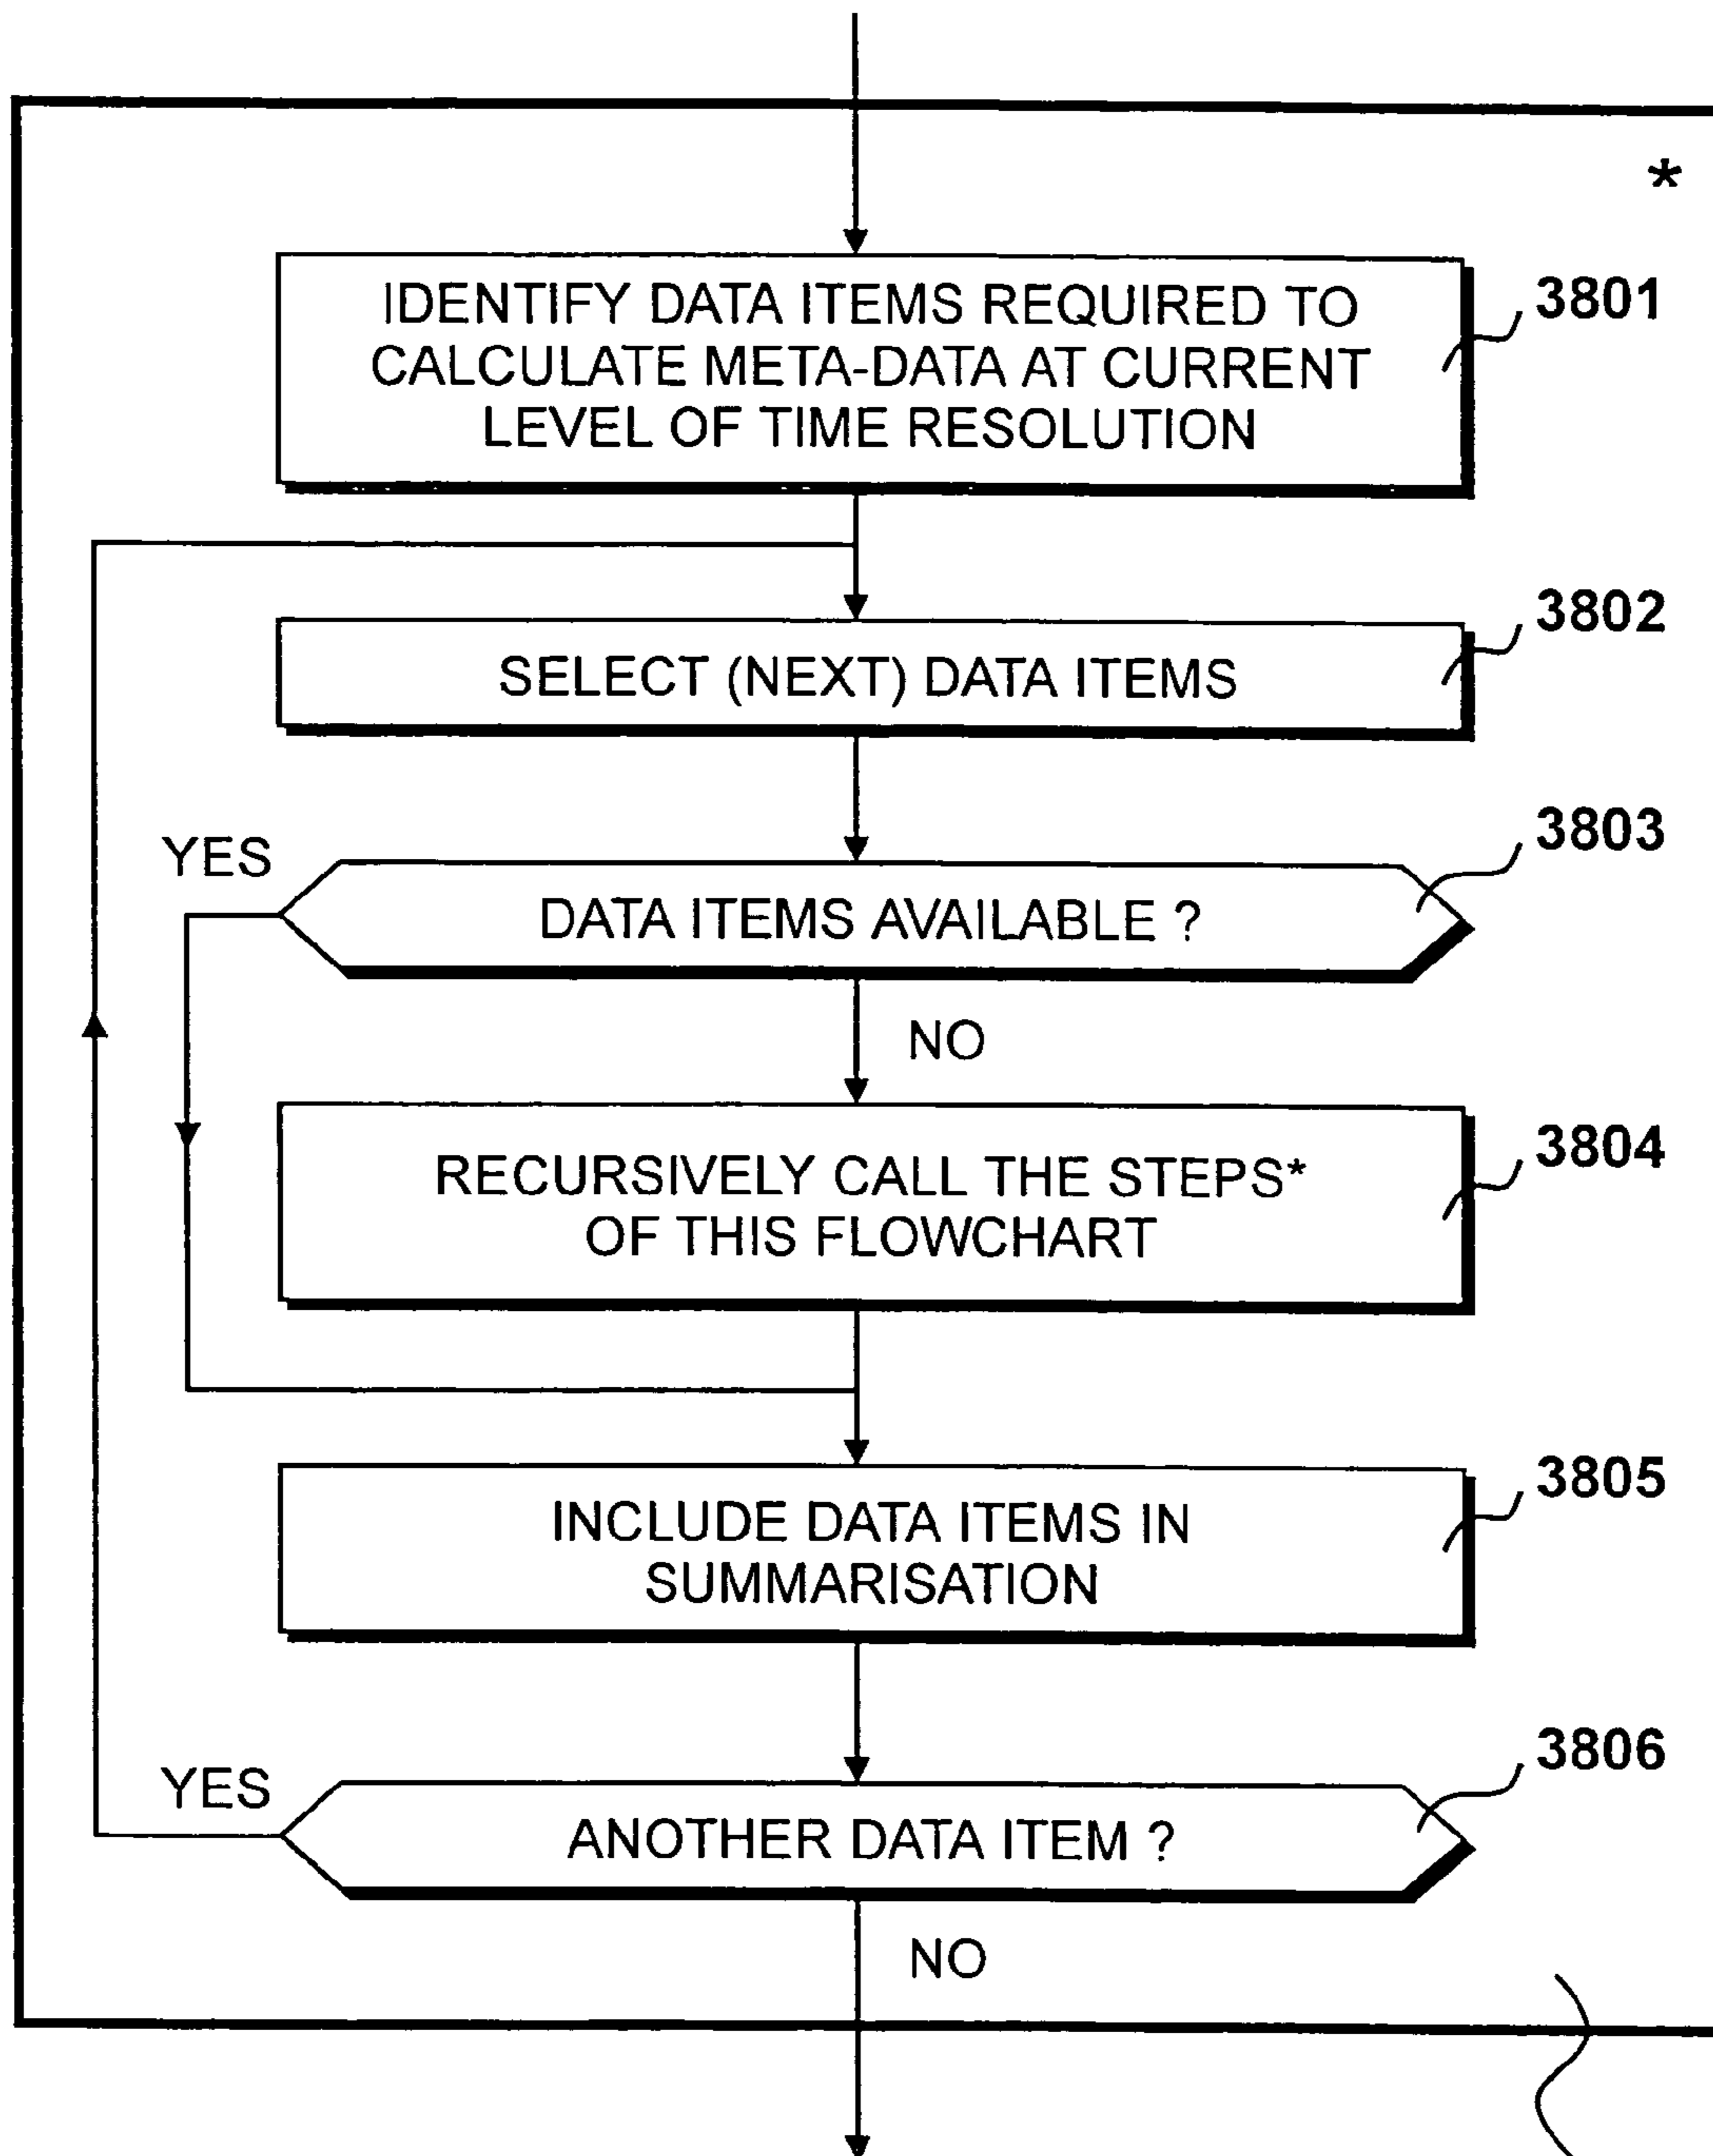 *
IDENTIFY DATA ITEMS REQUIRED TO
CALCULATE META-DATA AT CURRENT
LEVEL OF TIME RESOLUTION
3801
SELECT (NEXT) DATA ITEMS
3802
YES
DATA ITEMS AVAILABLE ?
3803
NO
RECURSIVELY CALL THE STEPS*
OF THIS FLOWCHART
3804
INCLUDE DATA ITEMS IN
SUMMARISATION
3805
YES
ANOTHER DATA ITEM ?
3806
NO